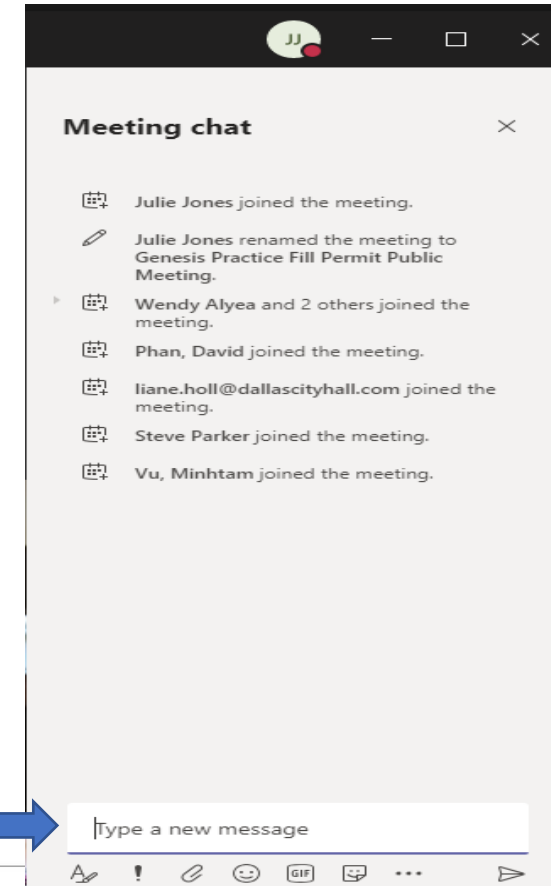 JJ
Meeting chat
Julie Jones joined the meeting.
Julie Jones renamed the meeting to
Genesis Practice Fill Permit Public
Meeting.
Wendy Alyea and 2 others joined the
meeting.
Phan, David joined the meeting.
liane.holl@dallascityhall.com joined the
meeting.
Steve Parker joined the meeting.
Vu, Minhtam joined the meeting.
Type a new message
GIF